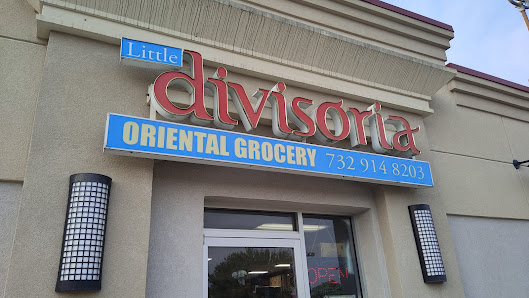 Little
divisoria
ORIENTAL GROCERY 732 914 8203
OPEN